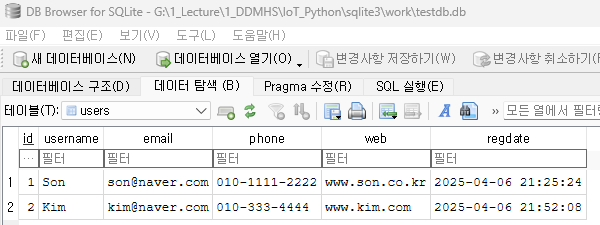 DB Browser for SQLite - G:\1_Lecture\1_DDMHS\IoT_Python\sqlite3\work\testdb.db
파일(F) 편집(E) 보기(V) 도구(L) 도움말(H)
새 데이터베이스(N) 데이터베이스 열기(O) 변경사항 저장하기(W) 변경사항 취소하기(R
데이터베이스 구조(D) 데이터 탐색 (B) Pragma 수정(R) SQL 실행(E)
테이블(T): users » 모든 열에서 필터
id username email phone web regdate
... 필터 필터 필터 필터 필터
1 1 Son son@naver.com 010-1111-2222 www.son.co.kr 2025-04-06 21:25:24
2 2 Kim kim@naver.com 010-333-4444 www.kim.com 2025-04-06 21:52:08